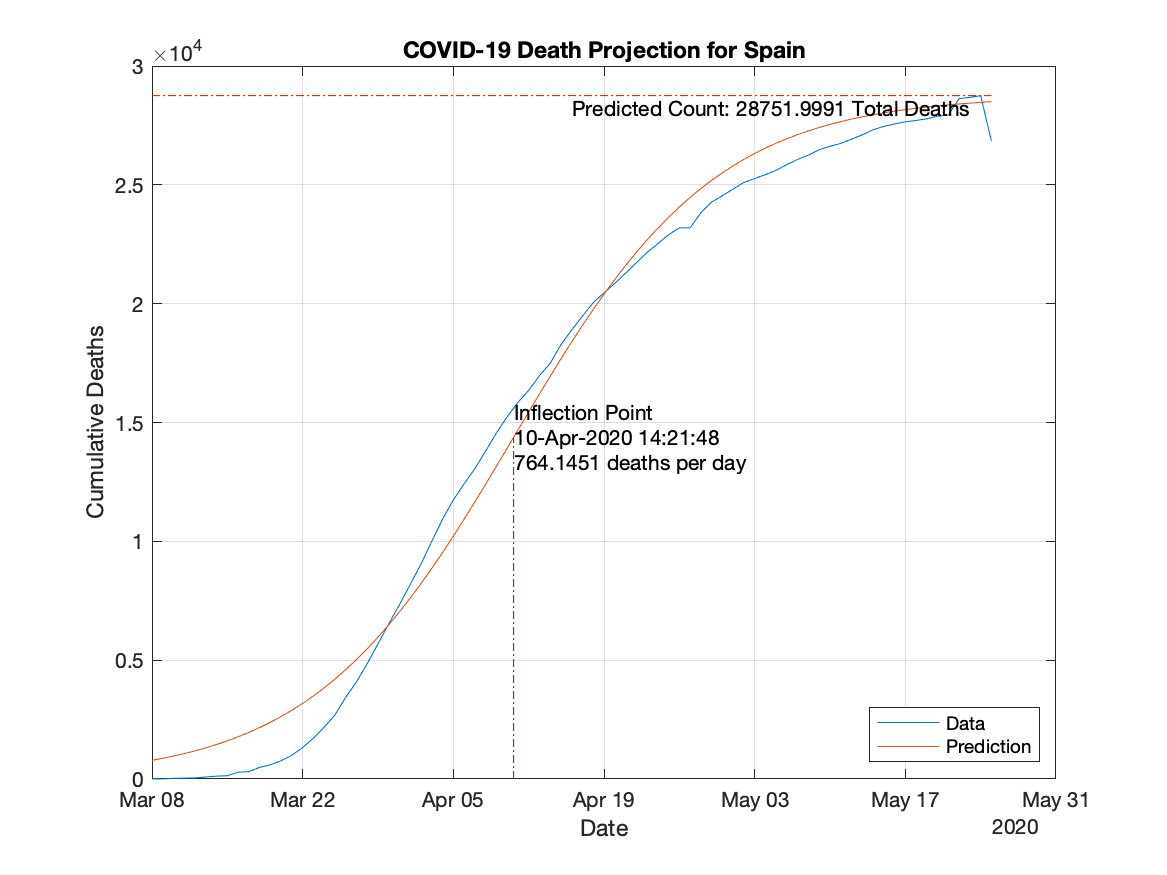 COVID-19 Death Projection for Spain
×10⁴
3
Predicted Count: 28751.9991 Total Deaths
2.5
2
1.5
Inflection Point
10-Apr-2020 14:21:48
764.1451 deaths per day
1
0.5
0
Cumulative Deaths
Data
Prediction
Mar 08
Mar 22
Apr 05
Apr 19
May 03
May 17
May 31
Date
2020